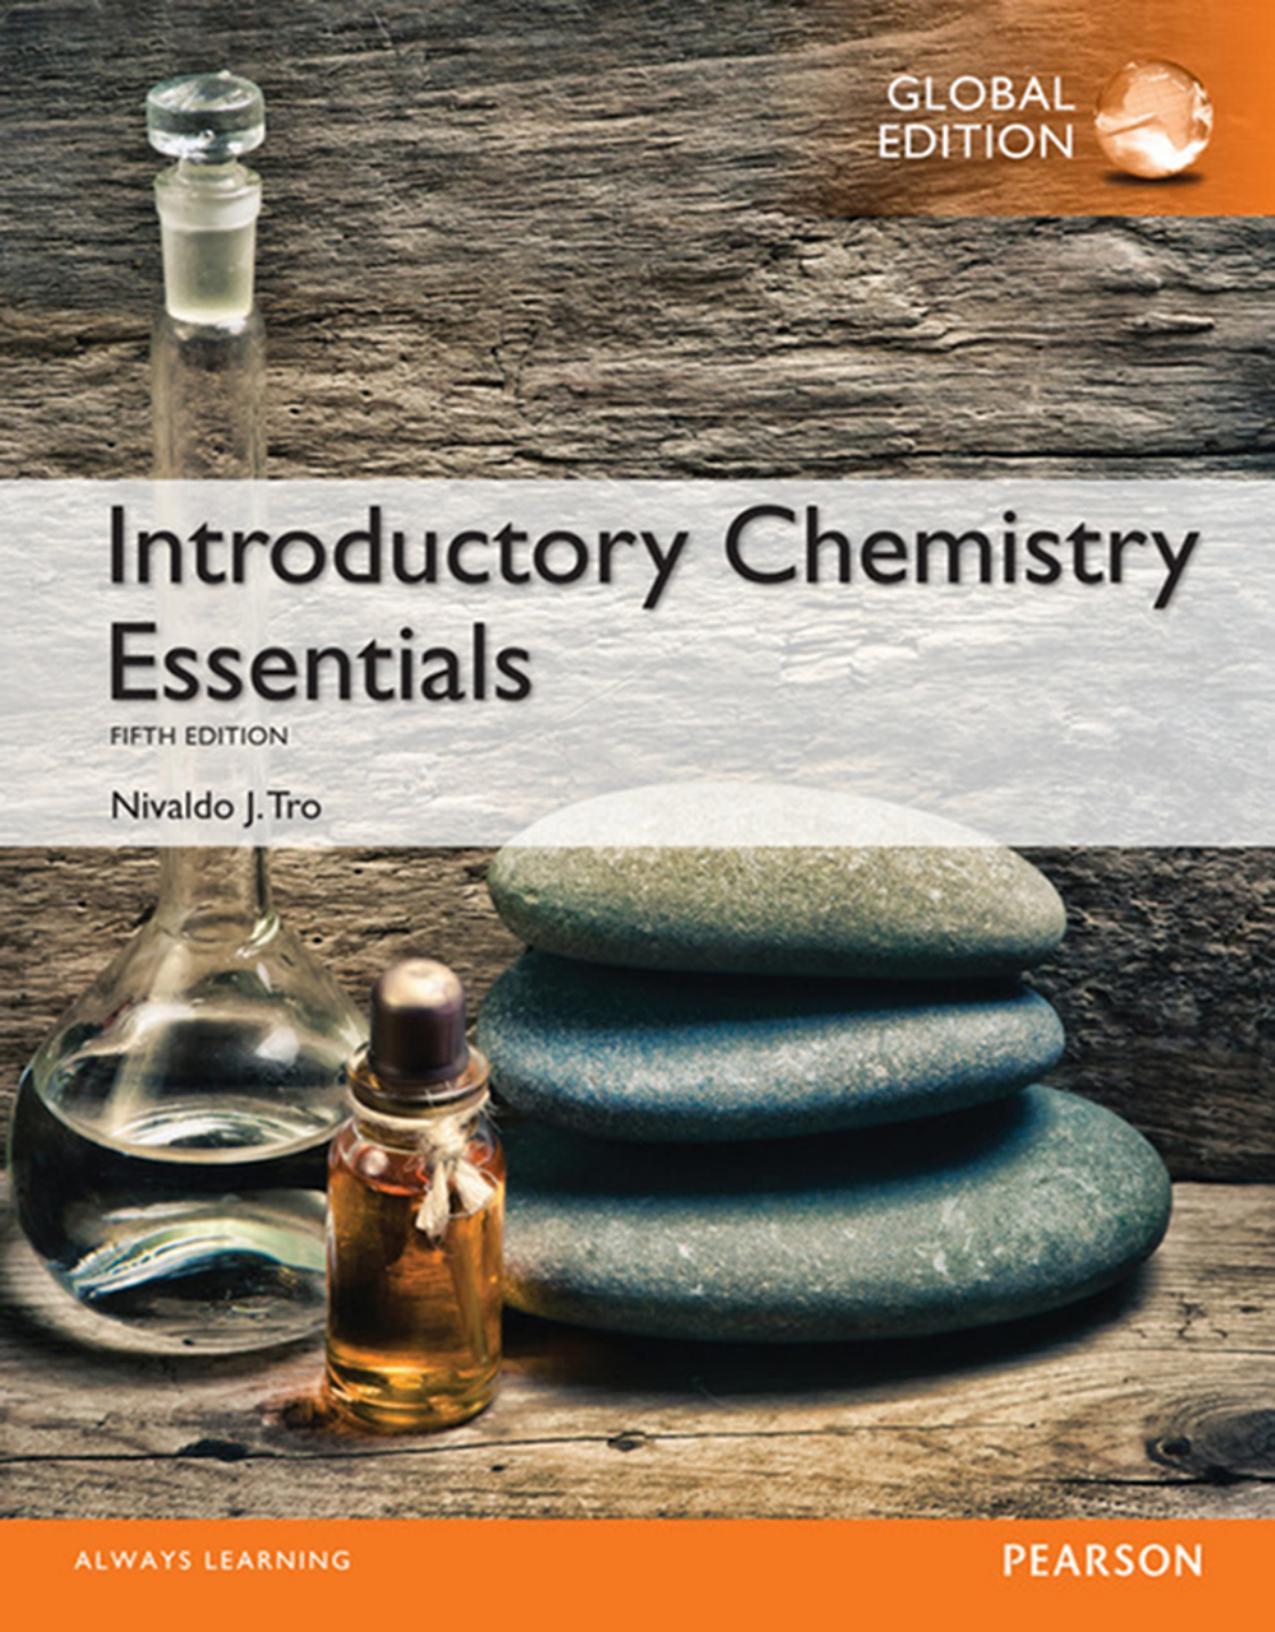 GLOBAL
EDITION
Introductory Chemistry
Essentials
FIFTH EDITION
Nivaldo J. Tro
ALWAYS LEARNING
PEARSON